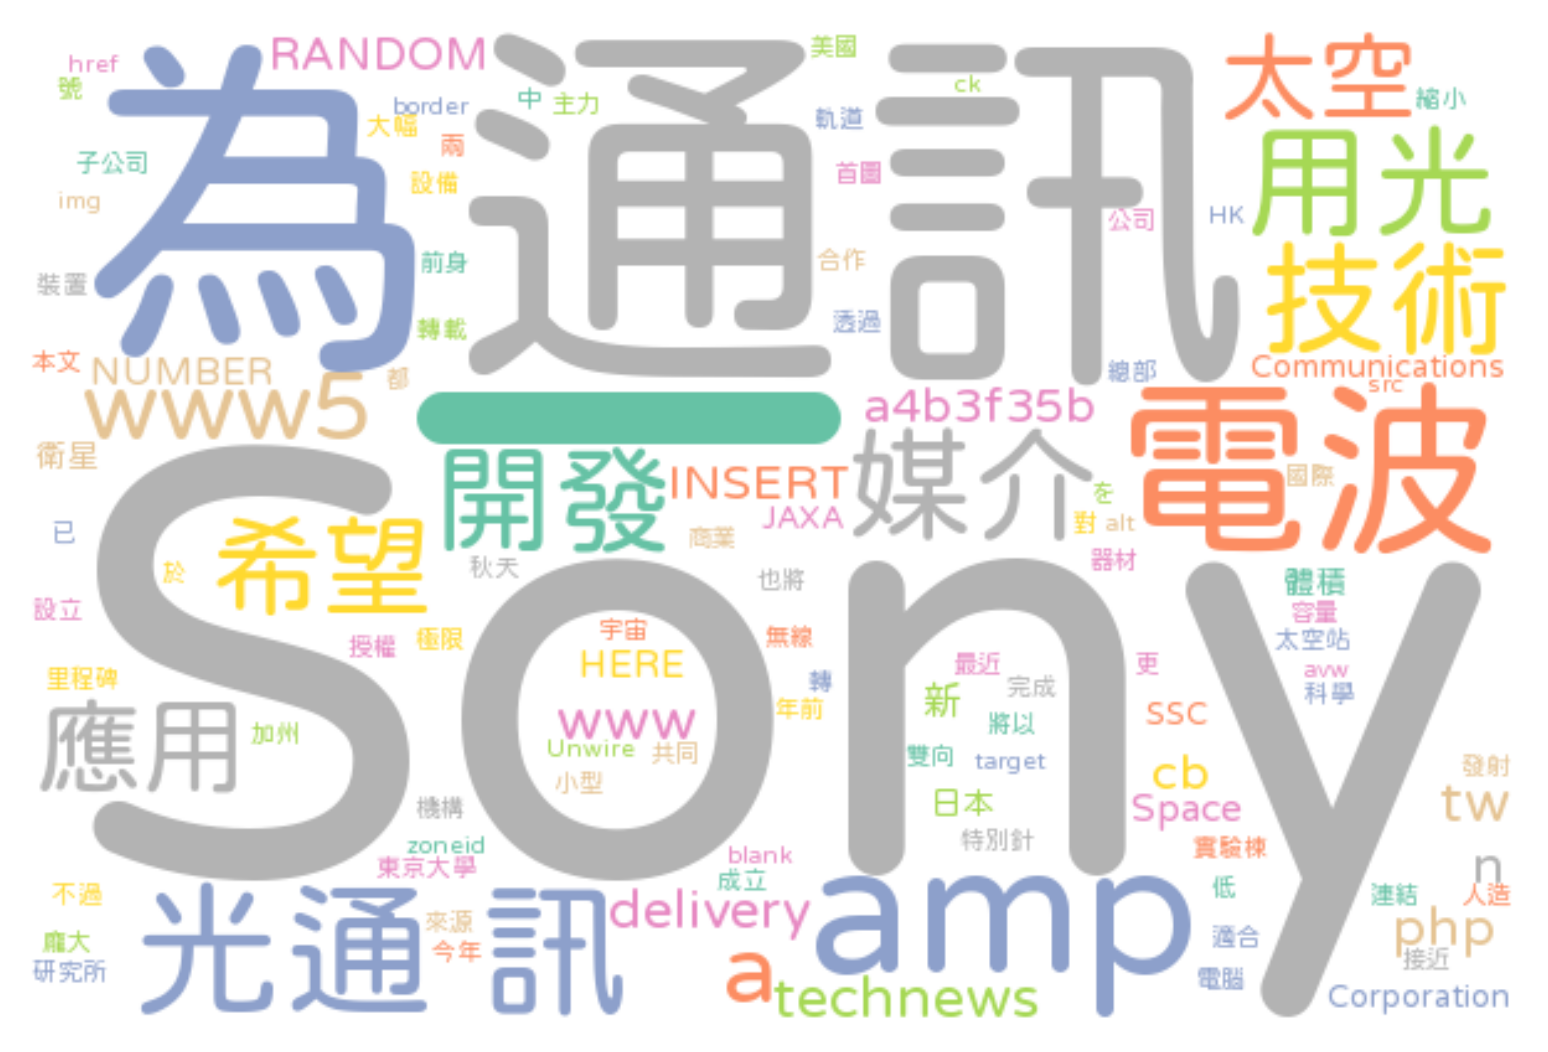 href
RANDOM
美國
太空
號
為
通訊
ck
縮小
border
中
主力
軌道
大幅
兩
子公司
設備
首圖
用光
img
公司
HK
前身
合作
技術
裝置
轉載
透過
本文
NUMBER
都
總部
Communications
src
www5
一
a4b3f35b
電波
衛星
開發
INSERT
媒介
國際
JAXA
を
已
希望
商業
對
alt
於
秋天
也將
器材
體積
設立
Sony
容量
授權
極限
宇宙
無線
太空站
HERE
最近
更
avw
里程碑
轉
完成
科學
應用
年前
新
www
將以
SSC
加州
Unwire
共同
雙向
target
cb
發射
小型
日本
Space
tw
機構
特別針
zoneid
實驗棟
東京大學
blank
n
不過
成立
低
連結
人造
光通訊
delivery
amp
來源
php
龐大
今年
適合
接近
研究所
a
電腦
technews
Corporation